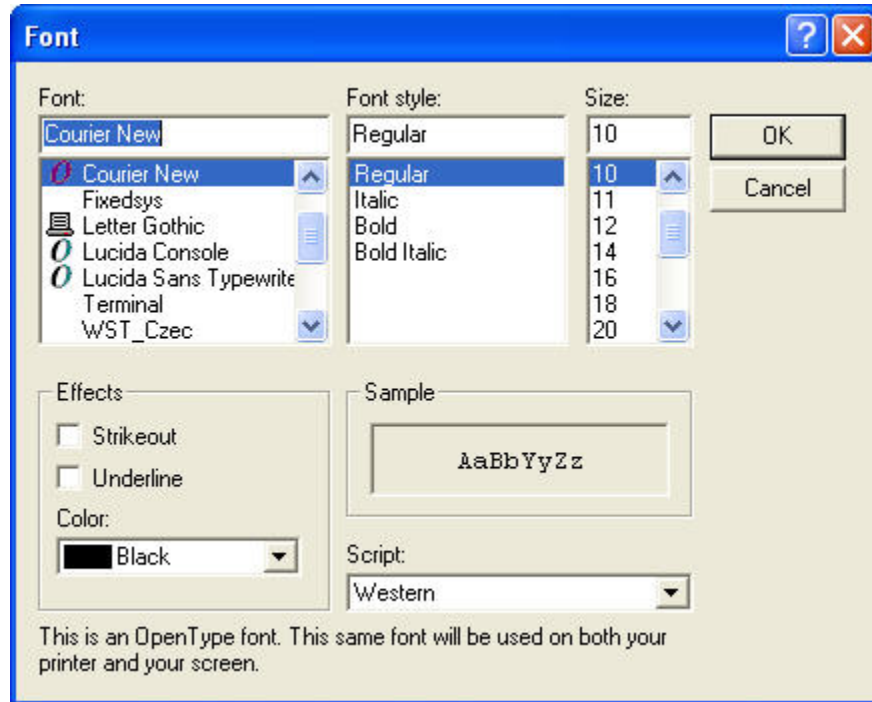 Font
Font:
Courier New
Courier New
Fixedsys
Letter Gothic
Lucida Console
Lucida Sans Typewrite
Terminal
WST_Czec
Font style:
Regular
Regular
Italic
Bold
Bold Italic
Size:
10
10
11
12
14
16
18
20
OK
Cancel
Effects
Strikeout
Underline
Color:
Black
Sample
AaBbYyZz
Script:
Western
This is an OpenType font. This same font will be used on both your
printer and your screen.